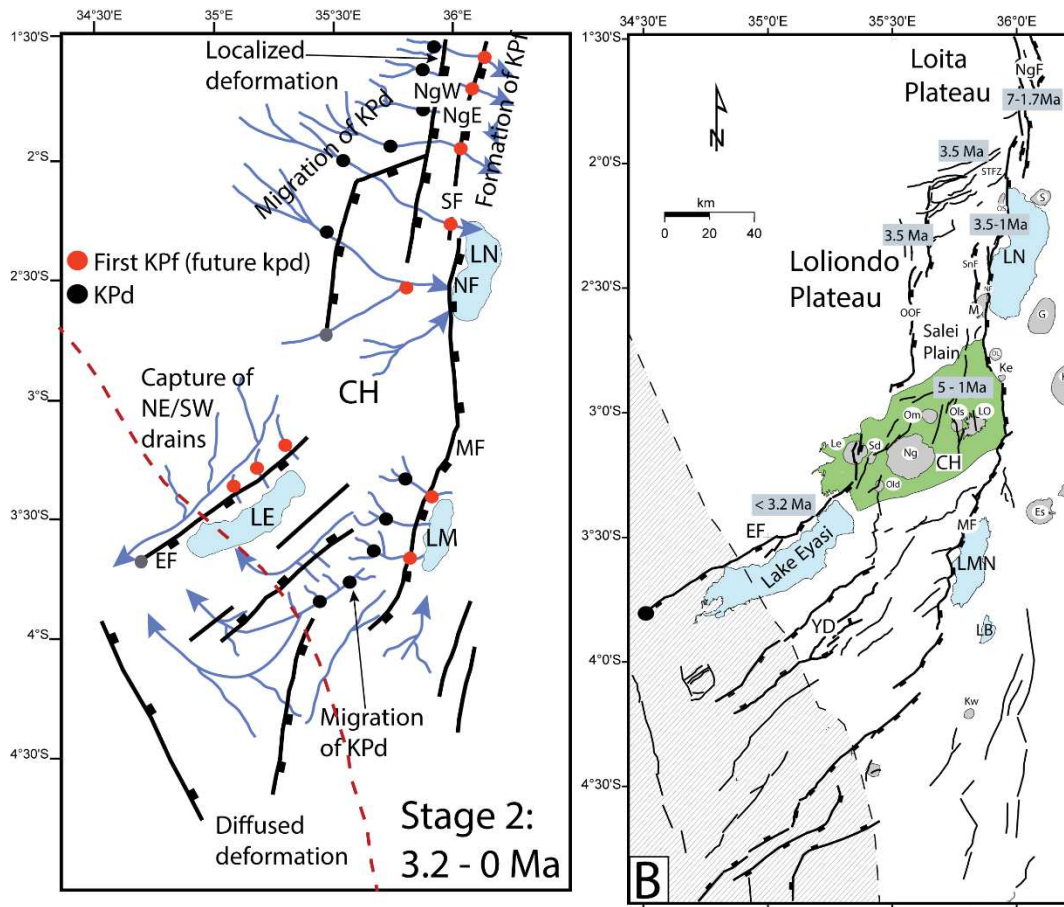 34°30'E
35°E
35°30'E
36°E
1°30'S
2°S
2°30'S
3°S
3°30'S
4°S
4°30'S
Localized
deformation
NgW
NgE
Migration of KPd
Formation of KPf
SF
LN
NF
First KPf (future kpd)
KPd
CH
Capture of
NE/SW
drains
MF
LE
LM
EF
Migration
of KPd
Diffused
deformation
Stage 2:
3.2 - 0 Ma
34°30'E
35°0'E
35°30'E
36°0'E
1°30'S
2°0'S
2°30'S
3°0'S
3°30'S
4°0'S
4°30'S
Loita
Plateau
NgF
7-1.7Ma
N
3.5 Ma
STFZ
km
0 20 40
OS
S
3.5 Ma
3.5-1Ma
LN
Loliondo
Plateau
SnF
NF
M
OOF
G
Salei
Plain
OL
Ke
K
5 - 1Ma
Om
Ols
LO
Le
Sd
Ng
CH
Old
< 3.2 Ma
EF
MF
Es
Lake Eyasi
LMN
YD
LB
Kw
B